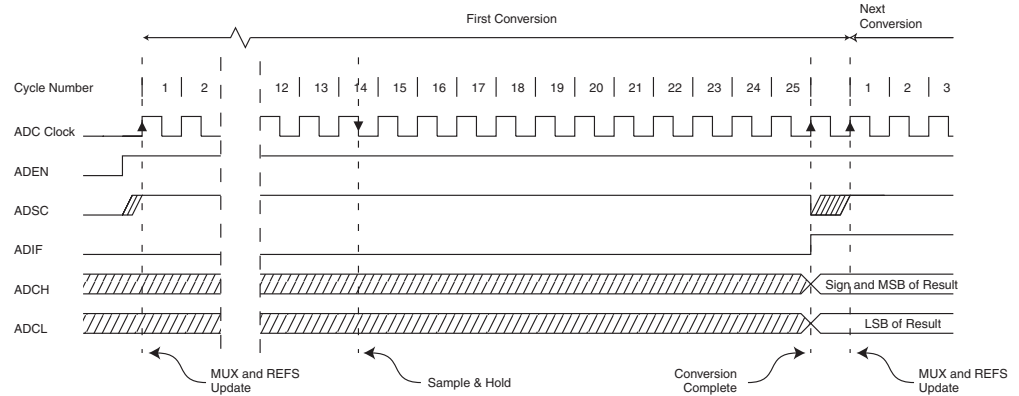 Next
Conversion
First Conversion
Cycle Number 1 2 12 13 14 15 16 17 18 19 20 21 22 23 24 25 1 2 3
ADC Clock
ADEN
ADSC
ADIF
ADCH Sign and MSB of Result
ADCL LSB of Result
MUX and REFS
Update
Sample & Hold
Conversion
Complete
MUX and REFS
Update